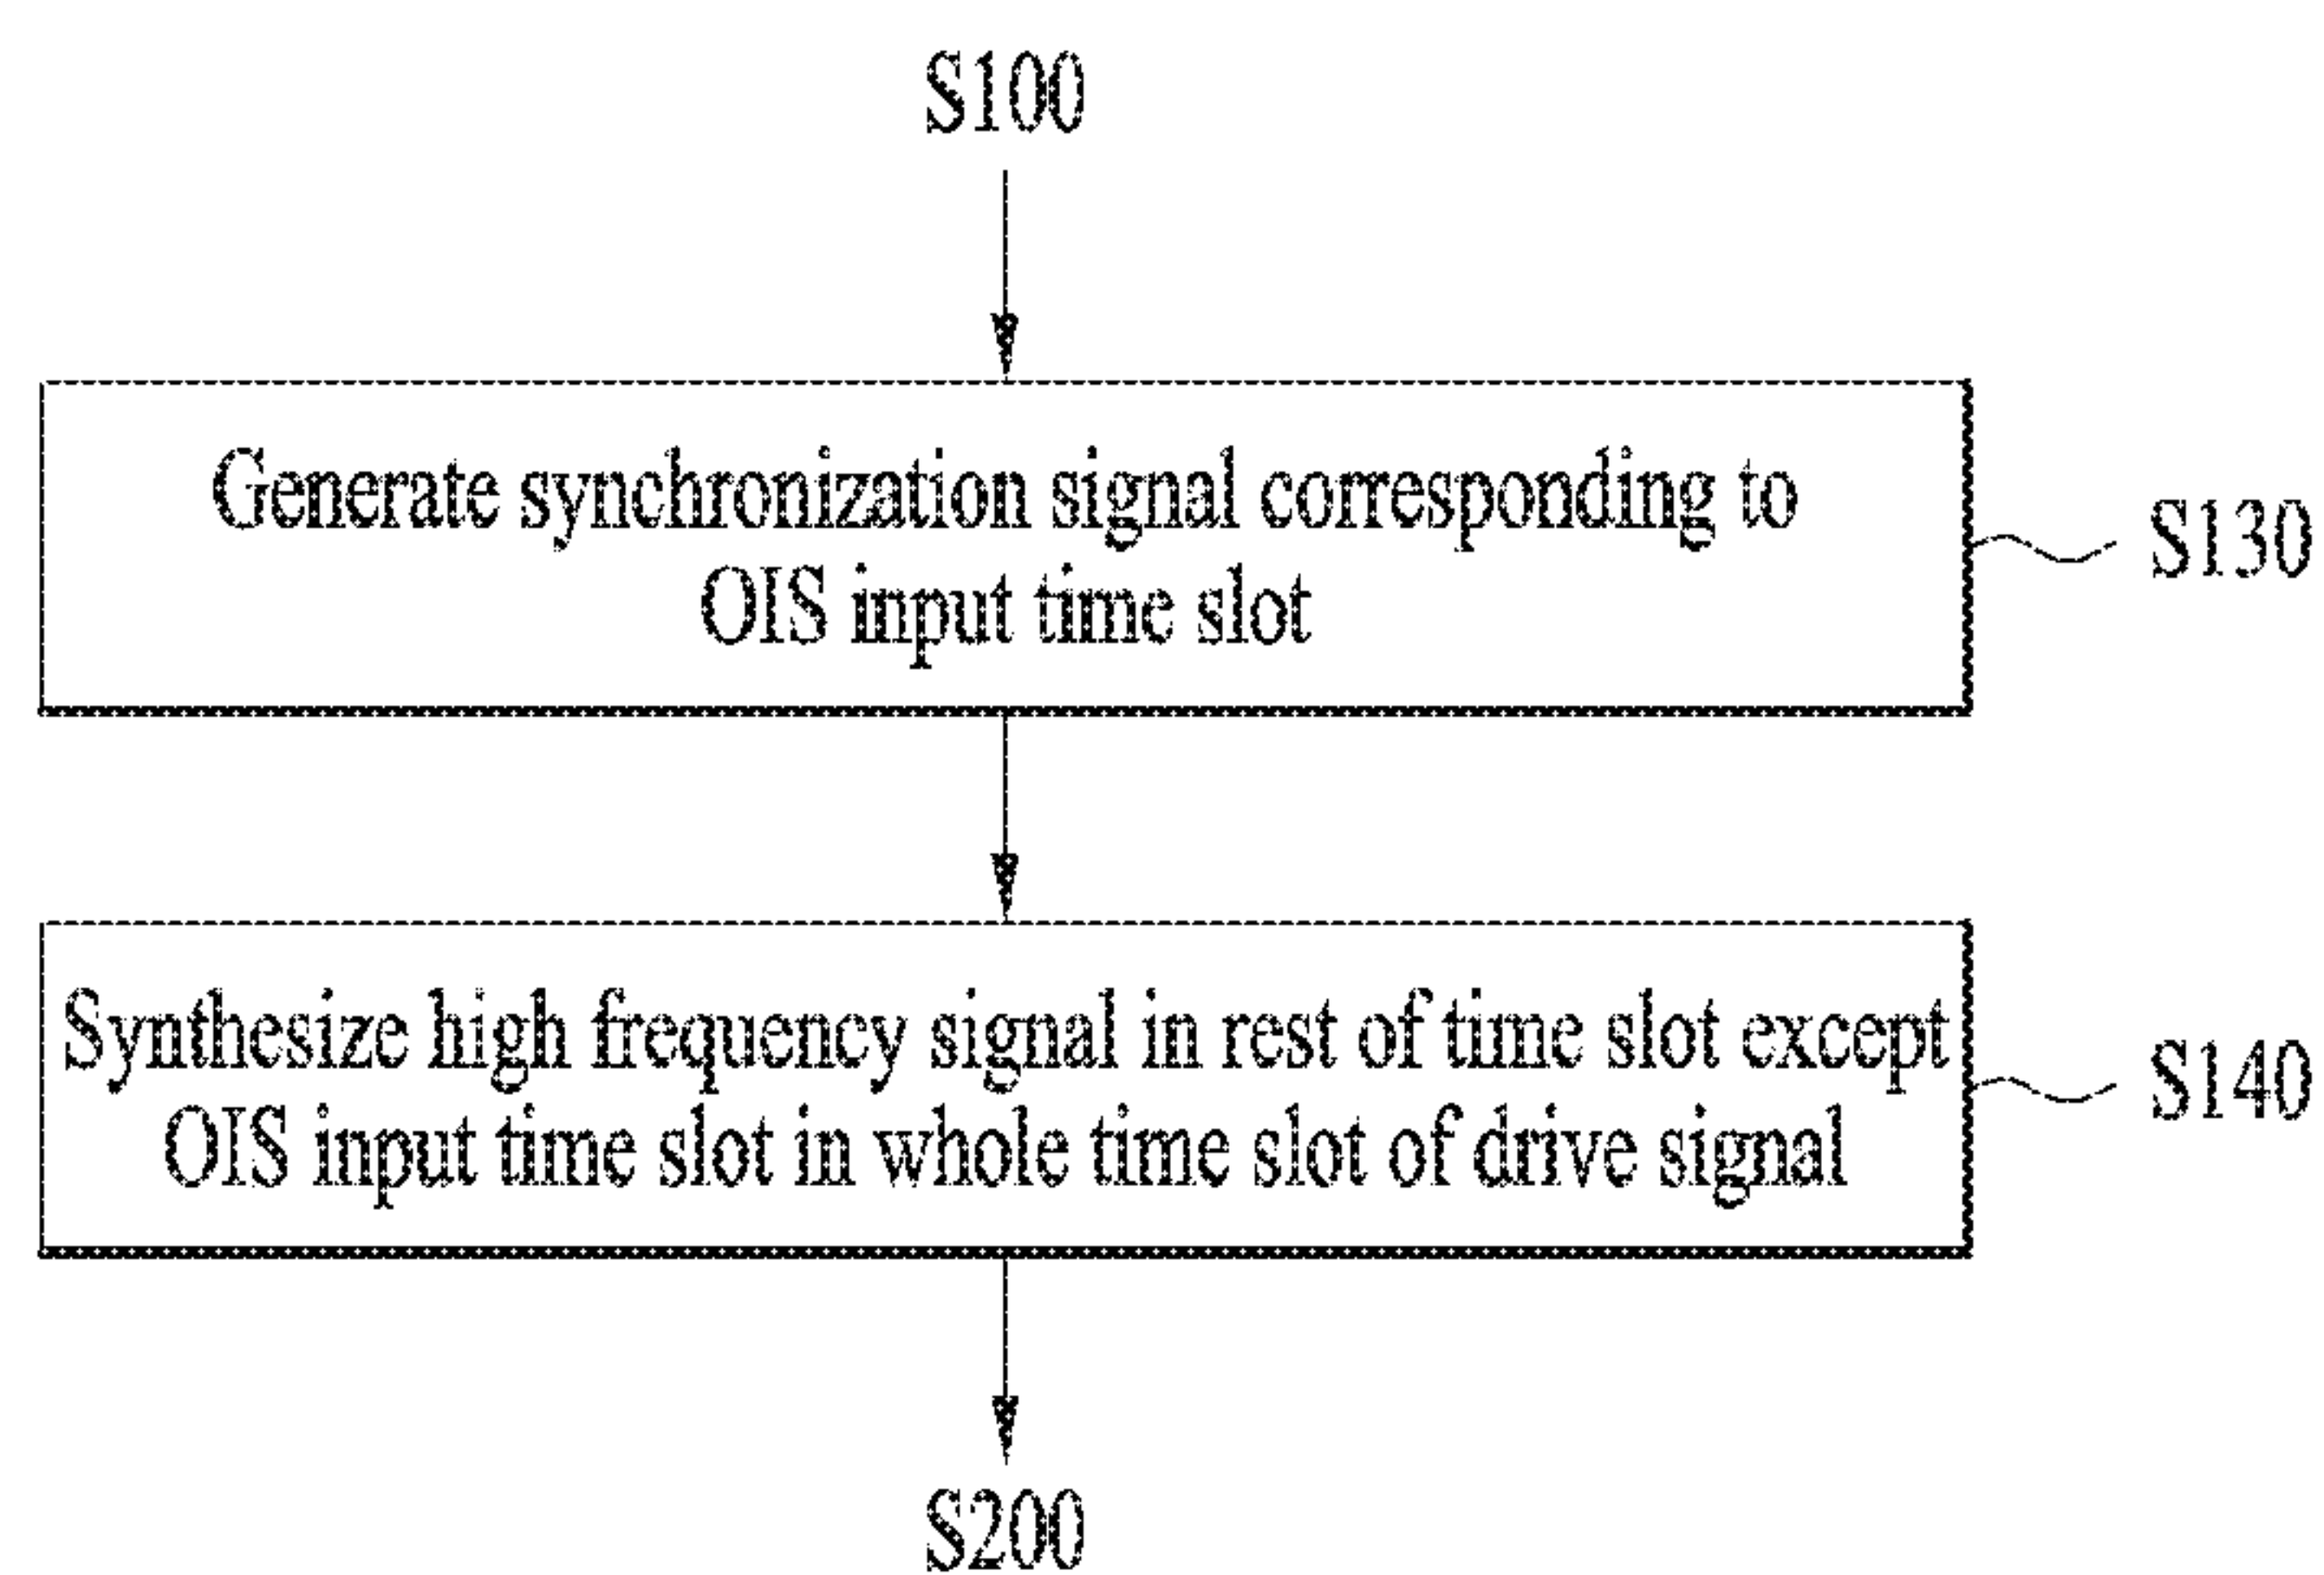 S100
Generate synchronization signal corresponding to
OIS input time slot
S130
Synthesize high frequency signal in rest of time slot except
OIS input time slot in whole time slot of drive signal
S140
S200